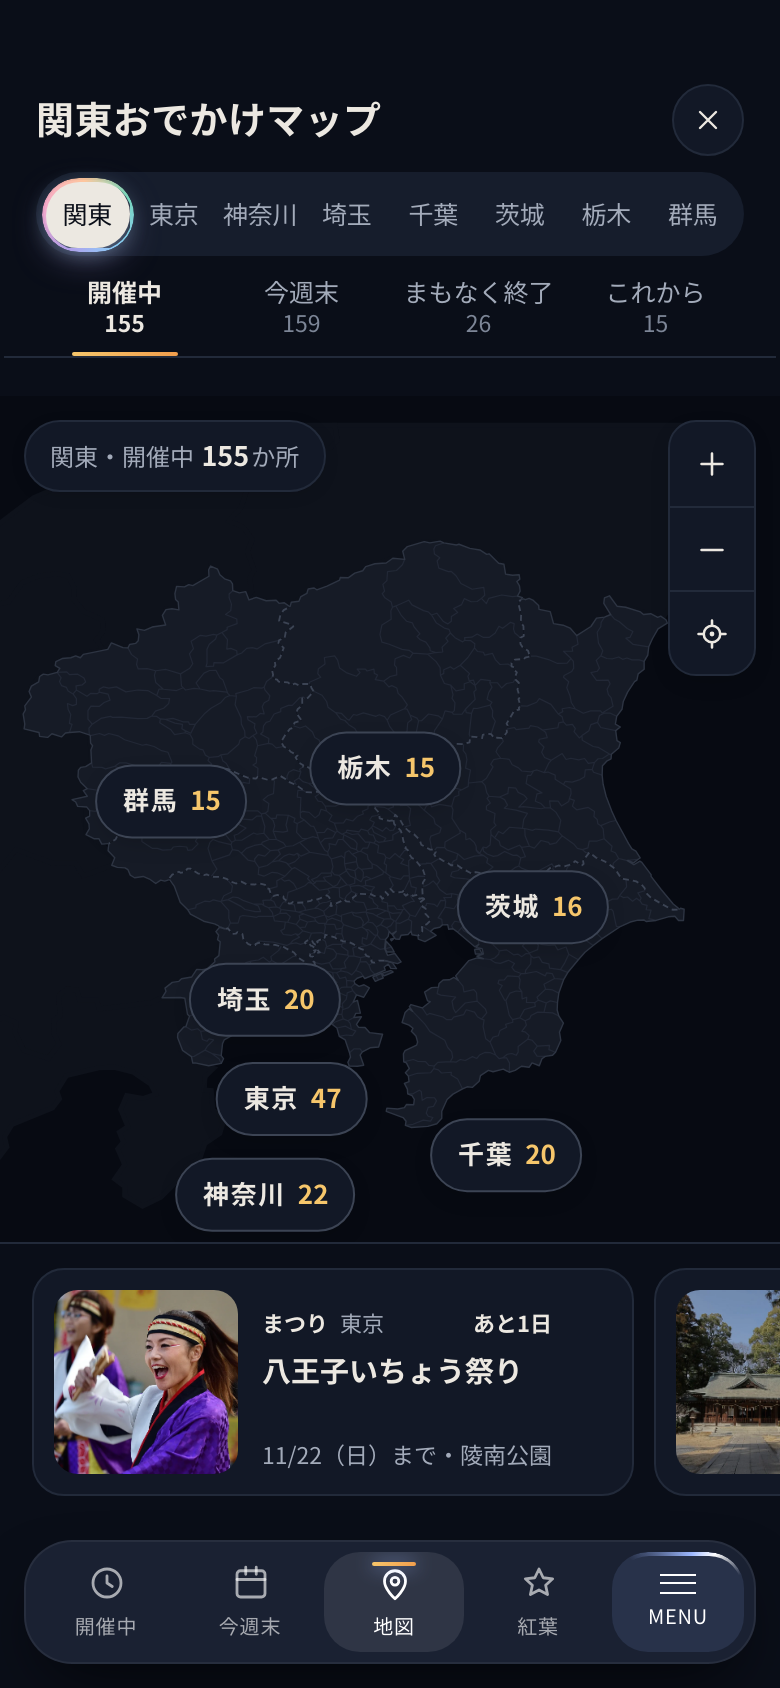 関東おでかけマップ
関東 東京 神奈川 埼玉 千葉 茨城 栃木 群馬
開催中 今週末 まもなく終了 これから
155 159 26 15
関東・開催中 155か所
栃木 15
群馬 15
茨城 16
埼玉 20
東京 47
千葉 20
神奈川 22
まつり 東京 あと1日
八王子いちょう祭り
11/22（日）まで・陵南公園
開催中 今週末 地図 紅葉 MENU